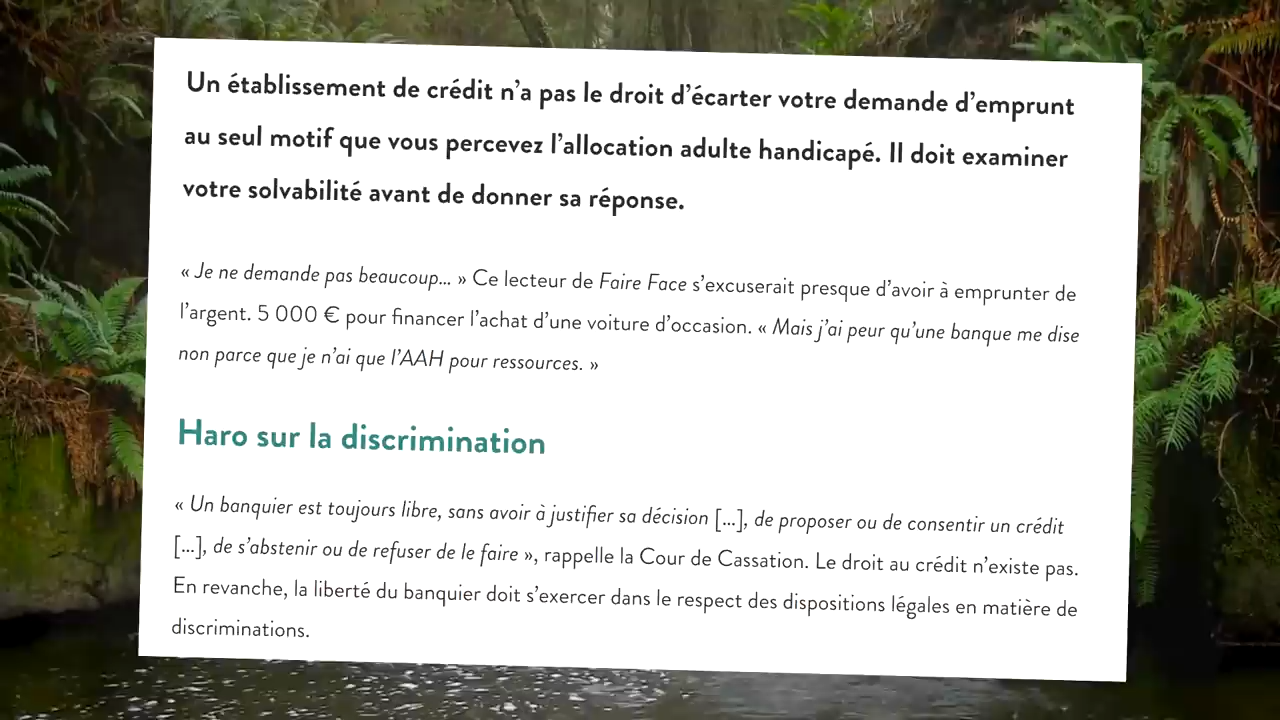 Un établissement de crédit n’a pas le droit d’écarter votre demande d’emprunt
au seul motif que vous percevez l’allocation adulte handicapé. Il doit examiner
votre solvabilité avant de donner sa réponse.
« Je ne demande pas beaucoup… » Ce lecteur de Faire Face s’excuserait presque d’avoir à emprunter de
l’argent. 5 000 € pour financer l’achat d’une voiture d’occasion. « Mais j’ai peur qu’une banque me dise
non parce que je n’ai que l’AAH pour ressources. »
Haro sur la discrimination
« Un banquier est toujours libre, sans avoir à justifier sa décision […], de proposer ou de consentir un crédit
[…], de s’abstenir ou de refuser de le faire », rappelle la Cour de Cassation. Le droit au crédit n’existe pas.
En revanche, la liberté du banquier doit s’exercer dans le respect des dispositions légales en matière de
discriminations.